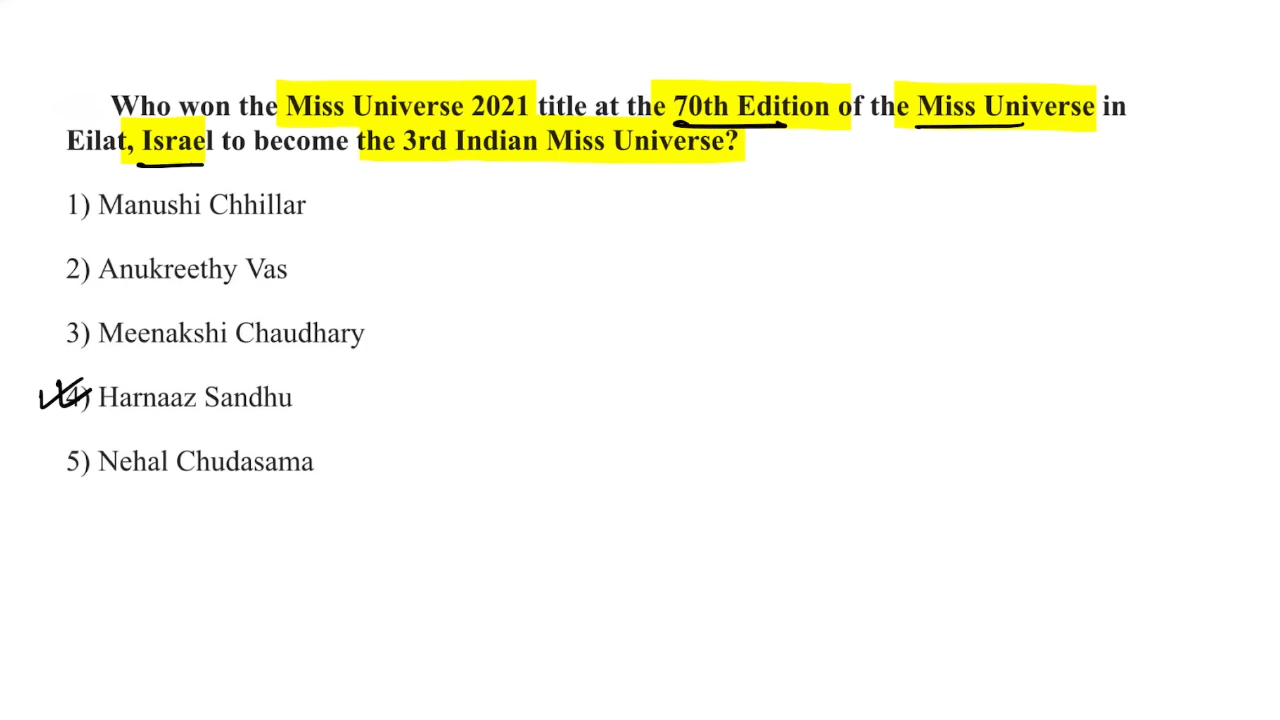 Who won the Miss Universe 2021 title at the 70th Edition of the Miss Universe in
Eilat, Israel to become the 3rd Indian Miss Universe?
1) Manushi Chhillar
2) Anukreethy Vas
3) Meenakshi Chaudhary
4) Harnaaz Sandhu
5) Nehal Chudasama